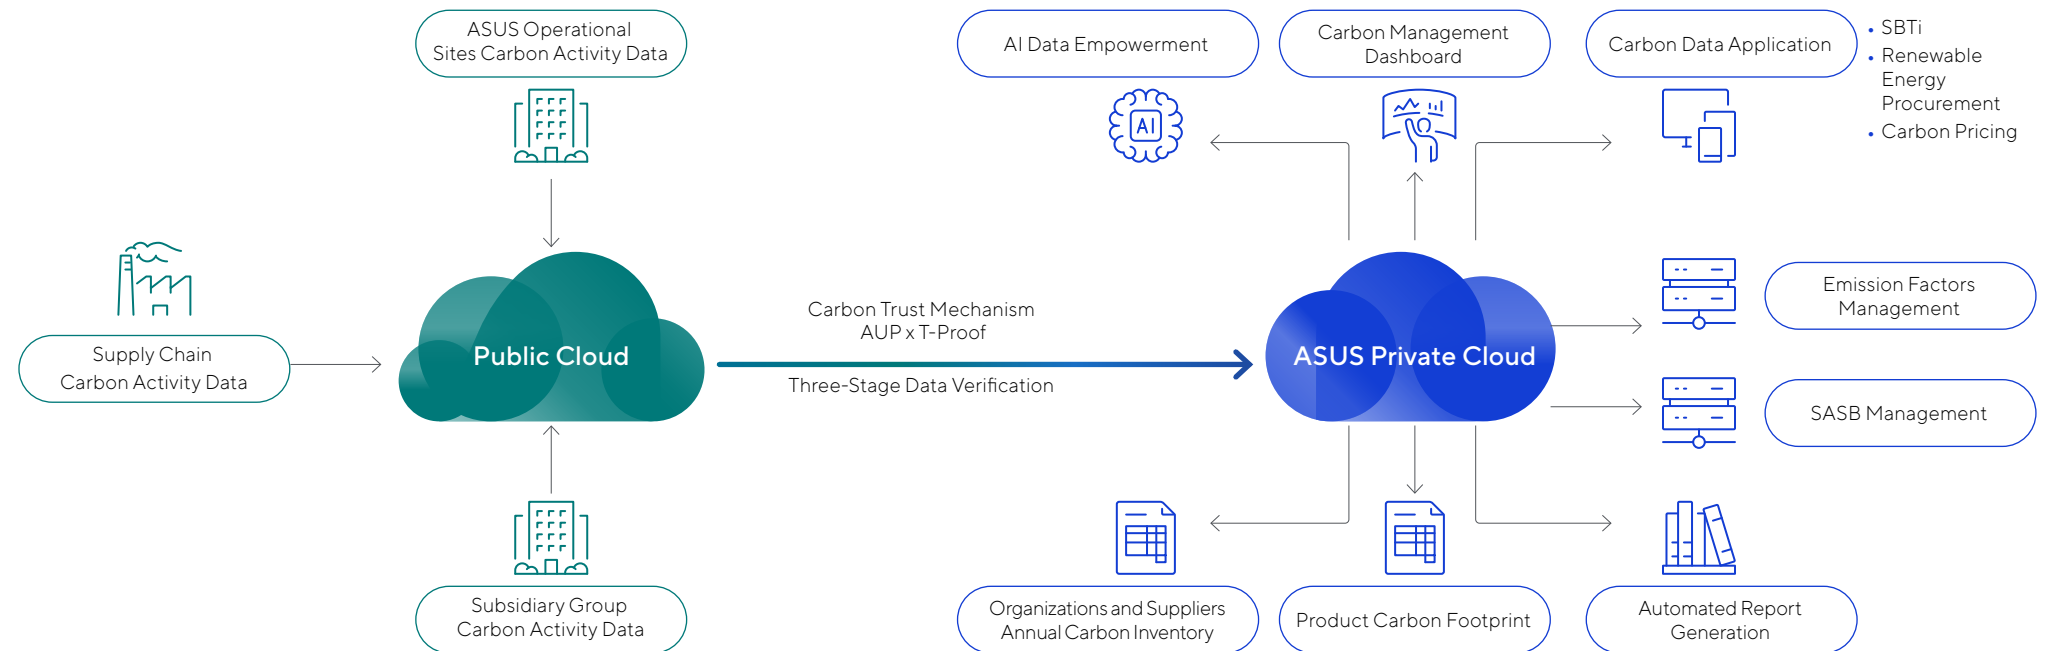 ASUS Operational
Sites Carbon Activity Data
Supply Chain
Carbon Activity Data
Public Cloud
Subsidiary Group
Carbon Activity Data
Carbon Trust Mechanism
AUP x T-Proof
Three-Stage Data Verification
AI Data Empowerment
AI
Carbon Management
Dashboard
Carbon Data Application
• SBTi
• Renewable
Energy
Procurement
• Carbon Pricing
ASUS Private Cloud
Emission Factors
Management
SASB Management
Organizations and Suppliers
Annual Carbon Inventory
Product Carbon Footprint
Automated Report
Generation